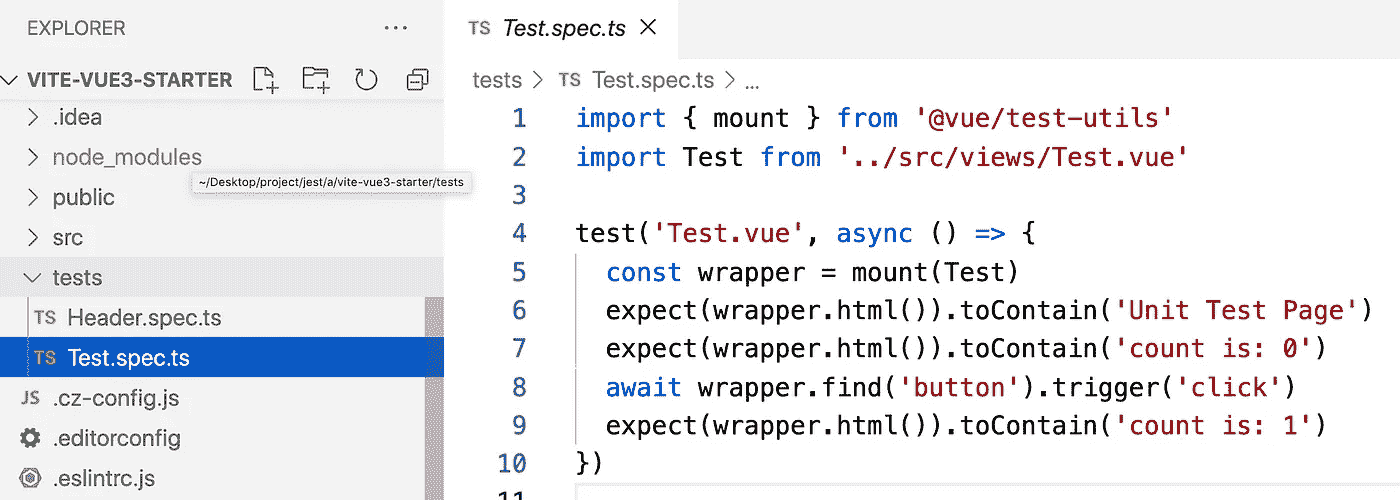 EXPLORER ...
VITE-VUE3-STARTER
.idea
node_modules
~/Desktop/project/jest/a/vite-vue3-starter/tests
public
src
tests
TS Header.spec.ts
TS Test.spec.ts
JS .cz-config.js
.editorconfig
.eslintrc.js
TS Test.spec.ts
tests > TS Test.spec.ts > ...
1 import { mount } from '@vue/test-utils'
2 import Test from '../src/views/Test.vue'
3
4 test('Test.vue', async () => {
5   const wrapper = mount(Test)
6   expect(wrapper.html()).toContain('Unit Test Page')
7   expect(wrapper.html()).toContain('count is: 0')
8   await wrapper.find('button').trigger('click')
9   expect(wrapper.html()).toContain('count is: 1')
10 })
11